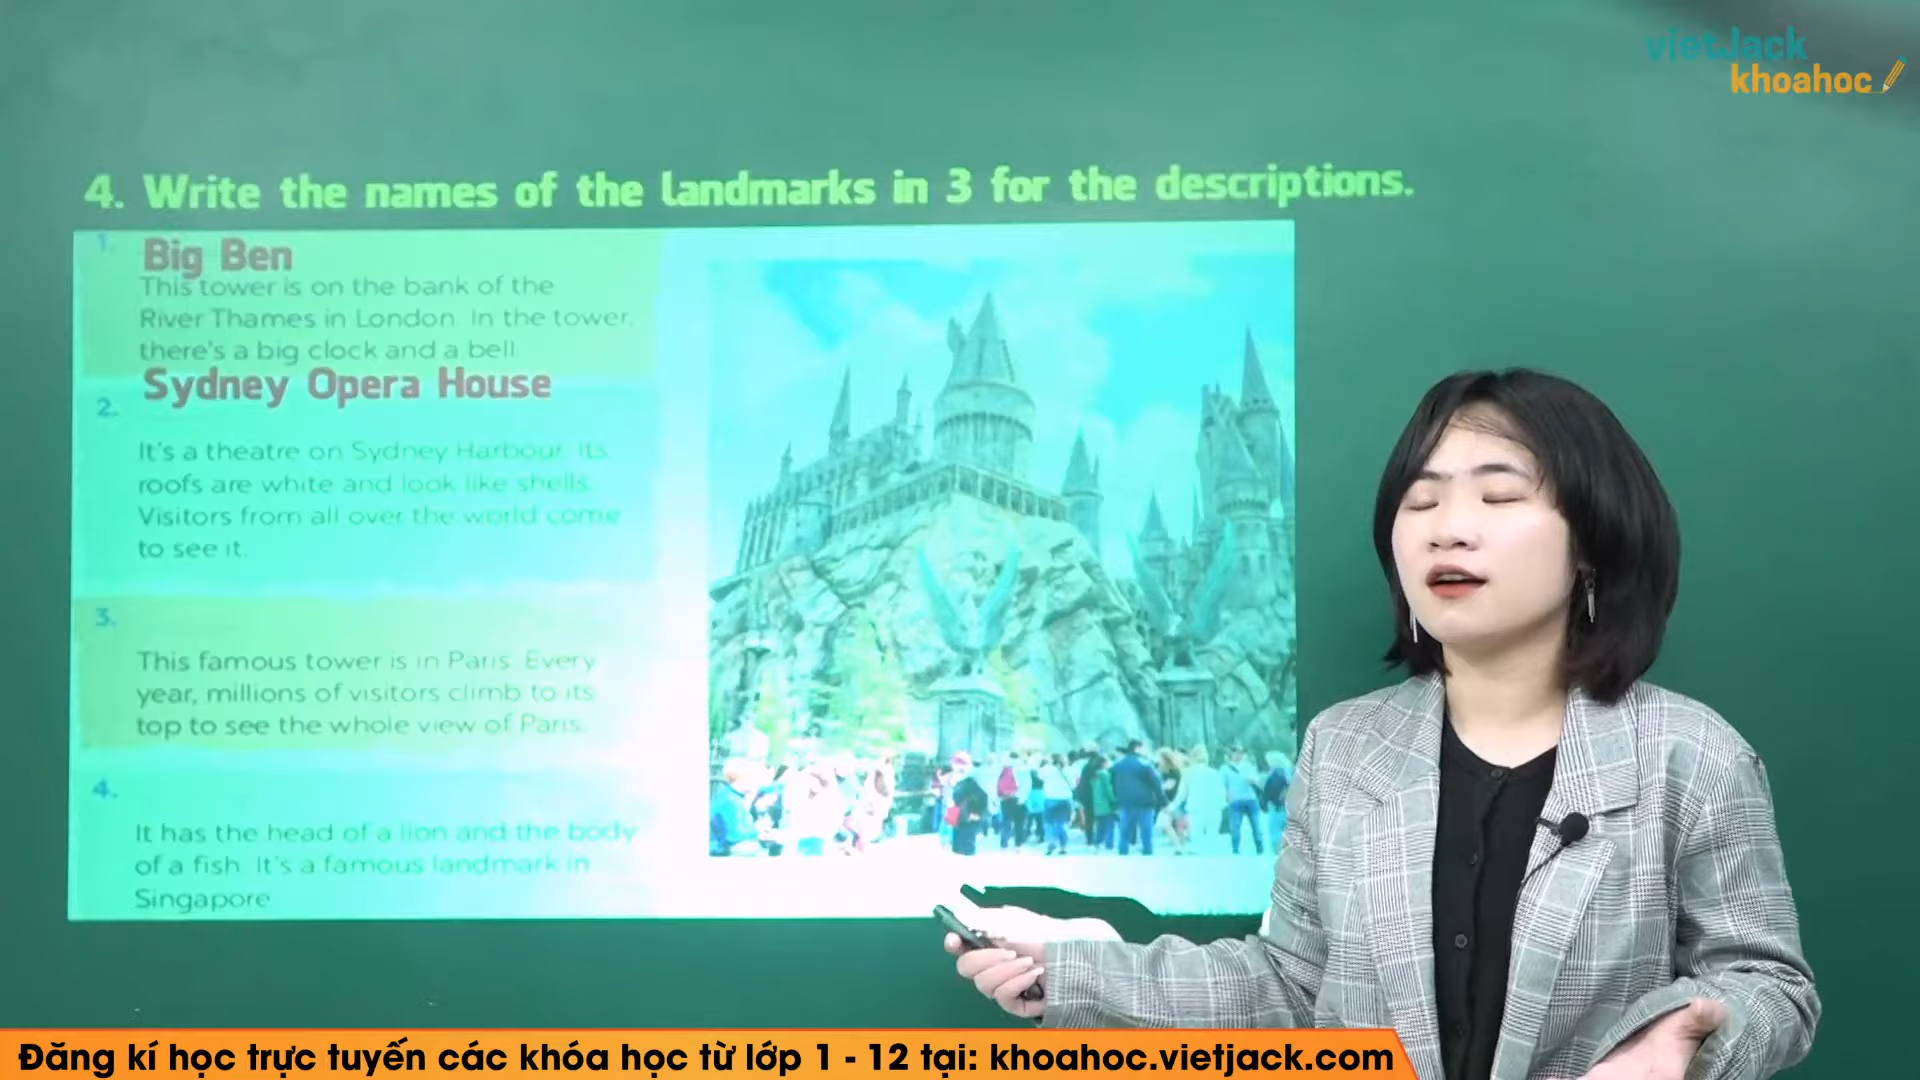 vietJack
khoahoc
4. Write the names of the landmarks in 3 for the descriptions.
1.
Big Ben
This tower is on the bank of the
River Thames in London. In the tower,
there's a big clock and a bell.
Sydney Opera House
2.
It's a theatre on Sydney Harbour. Its
roofs are white and look like shells.
Visitors from all over the world come
to see it.
3.
This famous tower is in Paris. Every
year, millions of visitors climb to its
top to see the whole view of Paris.
4.
It has the head of a lion and the body
of a fish. It's a famous landmark in
Singapore
Đăng kí học trực tuyến các khóa học từ lớp 1 - 12 tại: khoahoc.vietjack.com